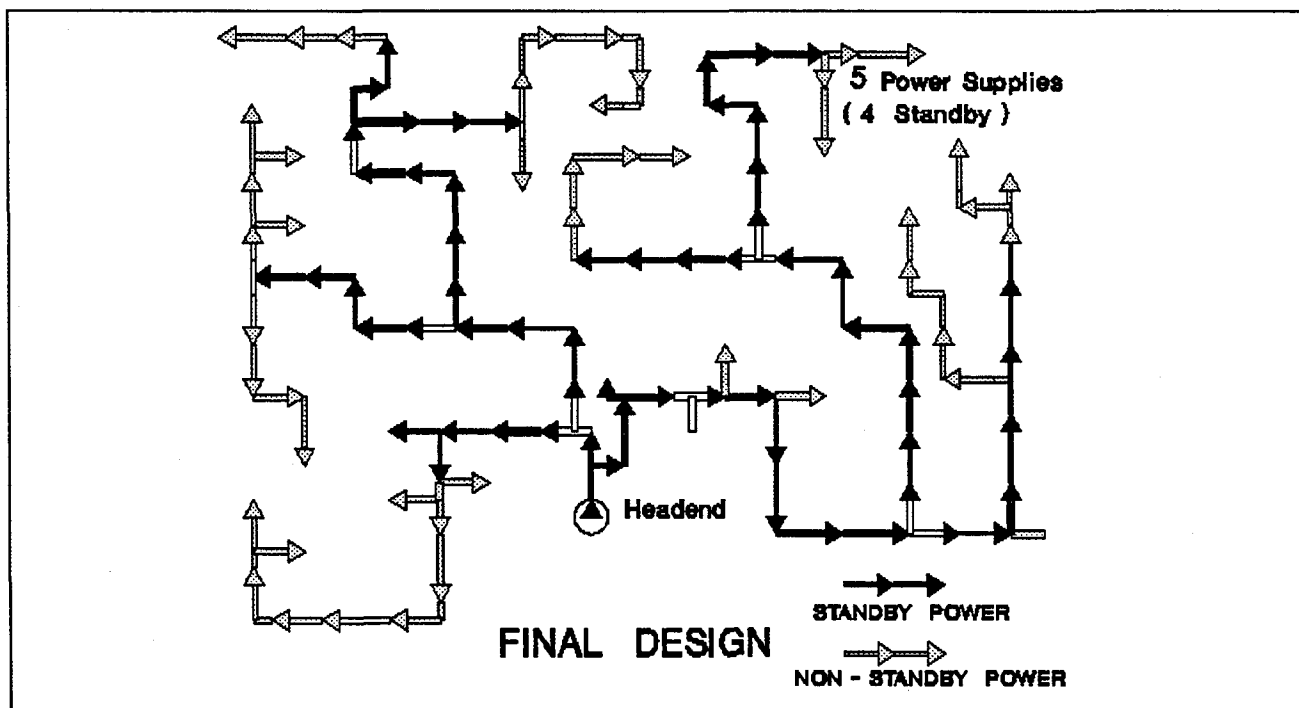 5 Power Supplies
( 4 Standby )
Headend
STANDBY POWER
FINAL DESIGN
NON - STANDBY POWER